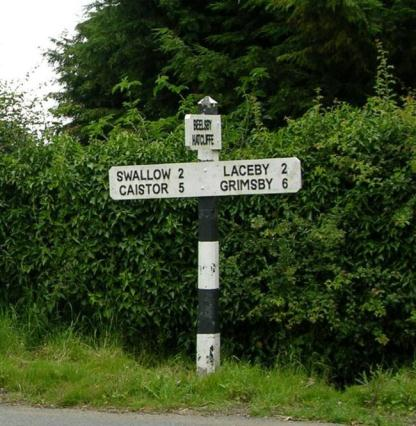 BEELSBY
HATCLIFFE
SWALLOW 2
CAISTOR 5
LACEBY 2
GRIMSBY 6